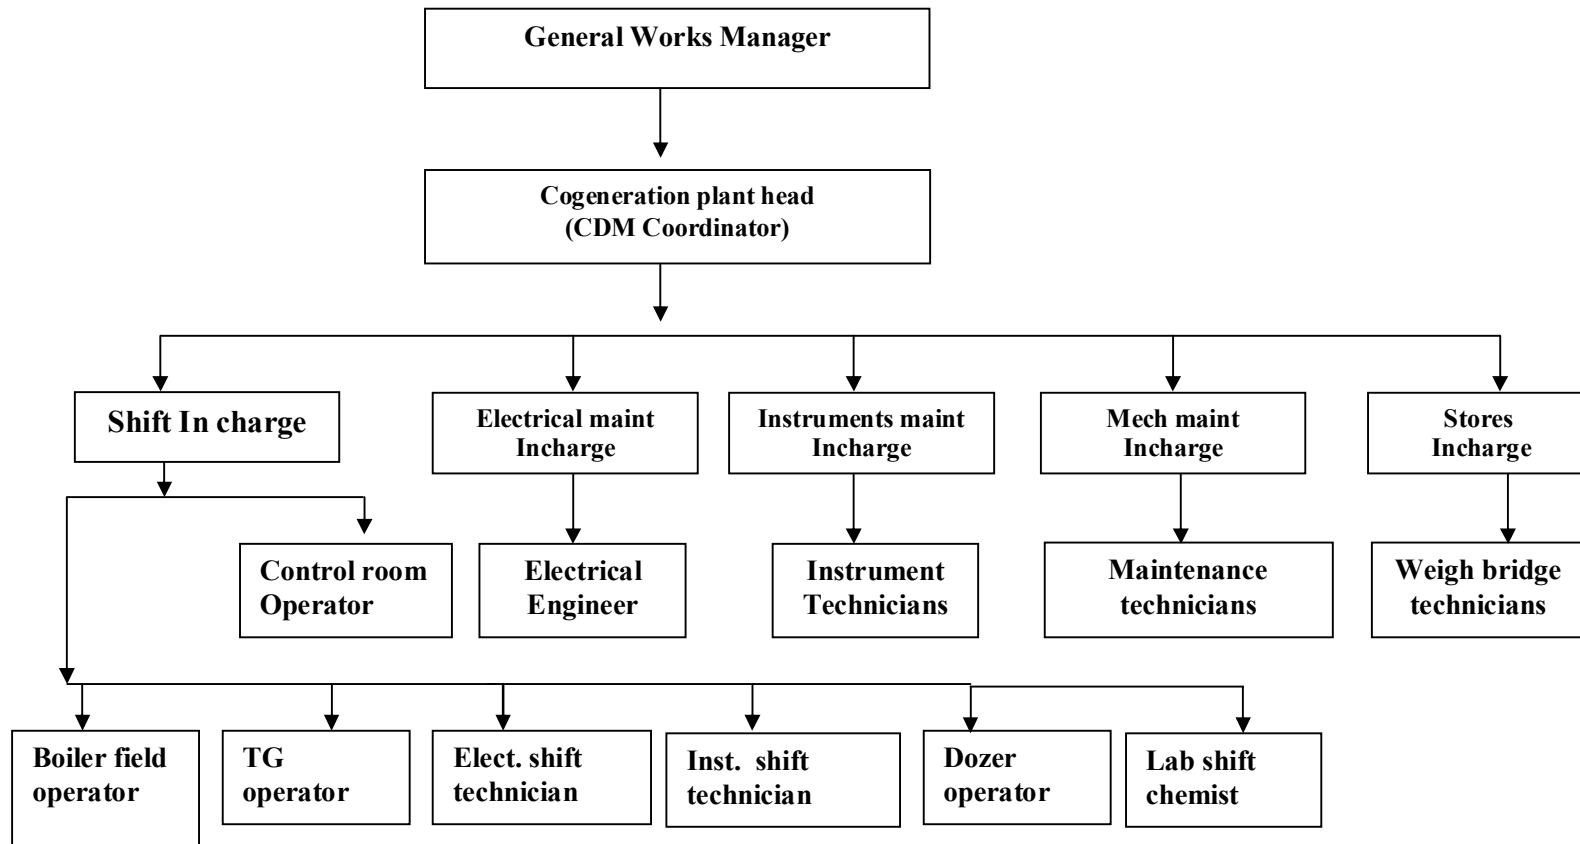 General Works Manager
Cogeneration plant head
(CDM Coordinator)
Shift In charge
Electrical maint
Incharge
Instruments maint
Incharge
Mech maint
Incharge
Stores
Incharge
Control room
Operator
Electrical
Engineer
Instrument
Technicians
Maintenance
technicians
Weigh bridge
technicians
Boiler field
operator
TG
operator
Elect. shift
technician
Inst.  shift
technician
Dozer
operator
Lab shift
chemist